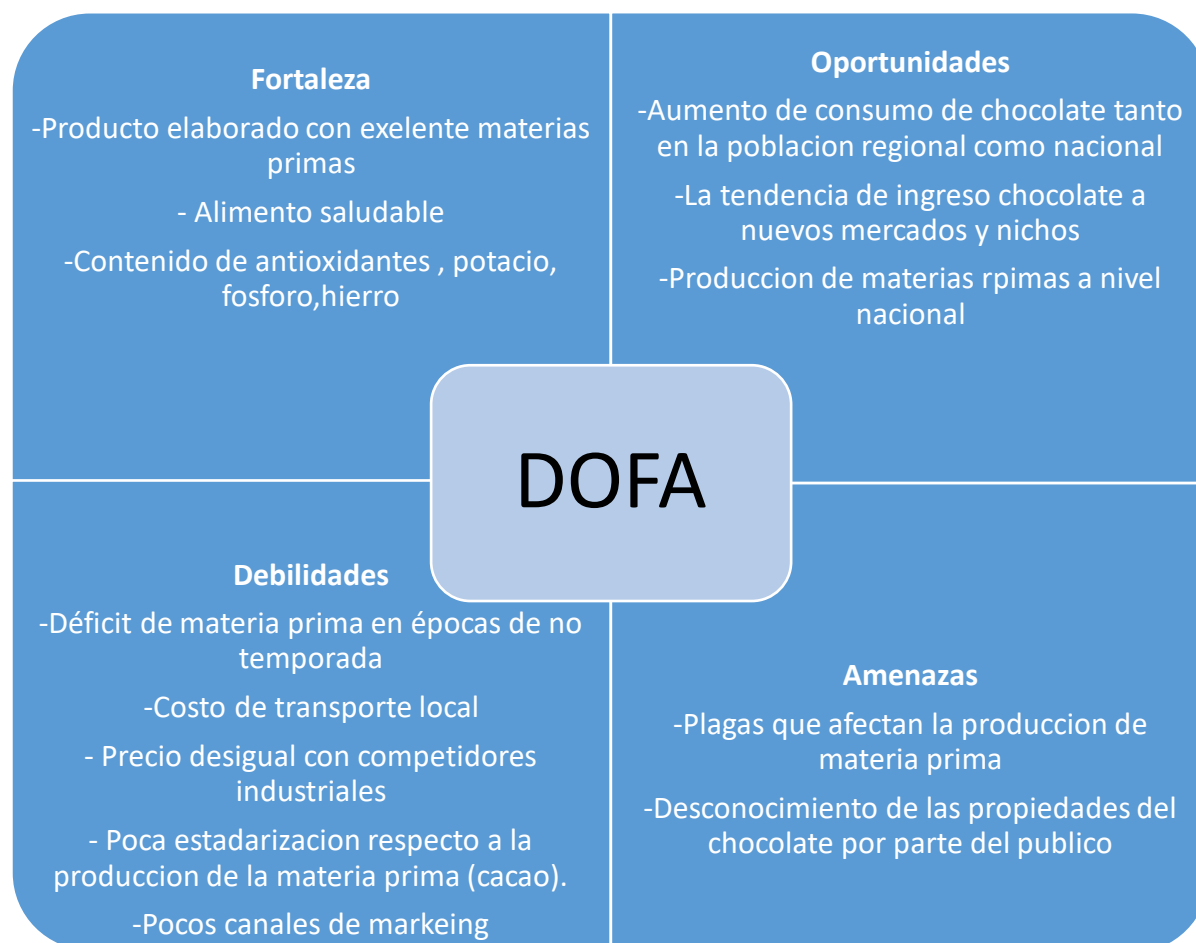 Fortaleza
-Producto elaborado con exelente materias
primas
- Alimento saludable
-Contenido de antioxidantes , potacio,
fosforo,hierro
Oportunidades
-Aumento de consumo de chocolate tanto
en la poblacion regional como nacional
-La tendencia de ingreso chocolate a
nuevos mercados y nichos
-Produccion de materias rpimas a nivel
nacional
DOFA
Debilidades
-Déficit de materia prima en épocas de no
temporada
-Costo de transporte local
- Precio desigual con competidores
industriales
- Poca estadarizacion respecto a la
produccion de la materia prima (cacao).
-Pocos canales de markeing
Amenazas
-Plagas que afectan la produccion de
materia prima
-Desconocimiento de las propiedades del
chocolate por parte del publico